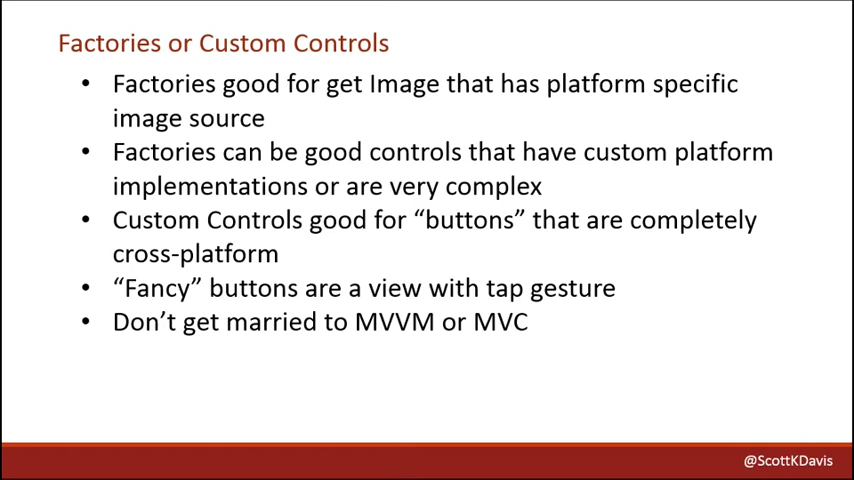 Factories or Custom Controls
• Factories good for get Image that has platform specific
image source
• Factories can be good controls that have custom platform
implementations or are very complex
• Custom Controls good for “buttons” that are completely
cross-platform
• “Fancy” buttons are a view with tap gesture
• Don’t get married to MVVM or MVC
@ScottKDavis